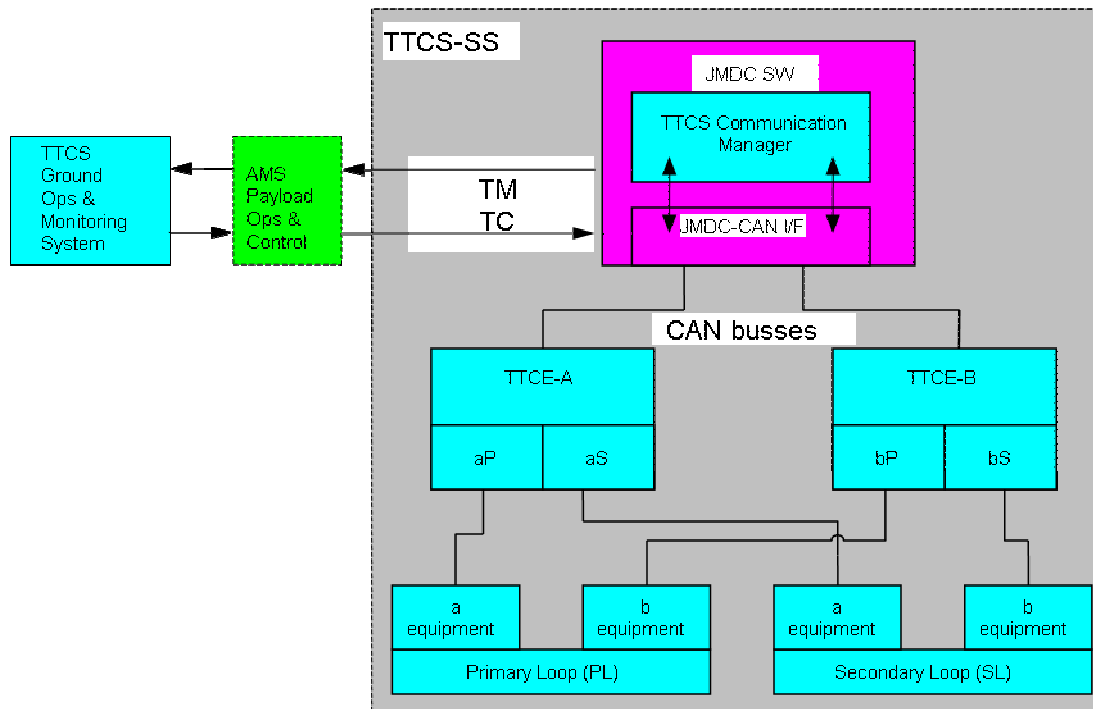 TTCS-SS
JMDC SW
TTCS Communication
Manager
JMDC-CAN I/F
TTCS
Ground
Ops &
Monitoring
System
AMS
Payload
Ops &
Control
TM
TC
CAN busses
TTCE-A
TTCE-B
aP
aS
bP
bS
a
equipment
b
equipment
a
equipment
b
equipment
Primary Loop (PL)
Secondary Loop (SL)